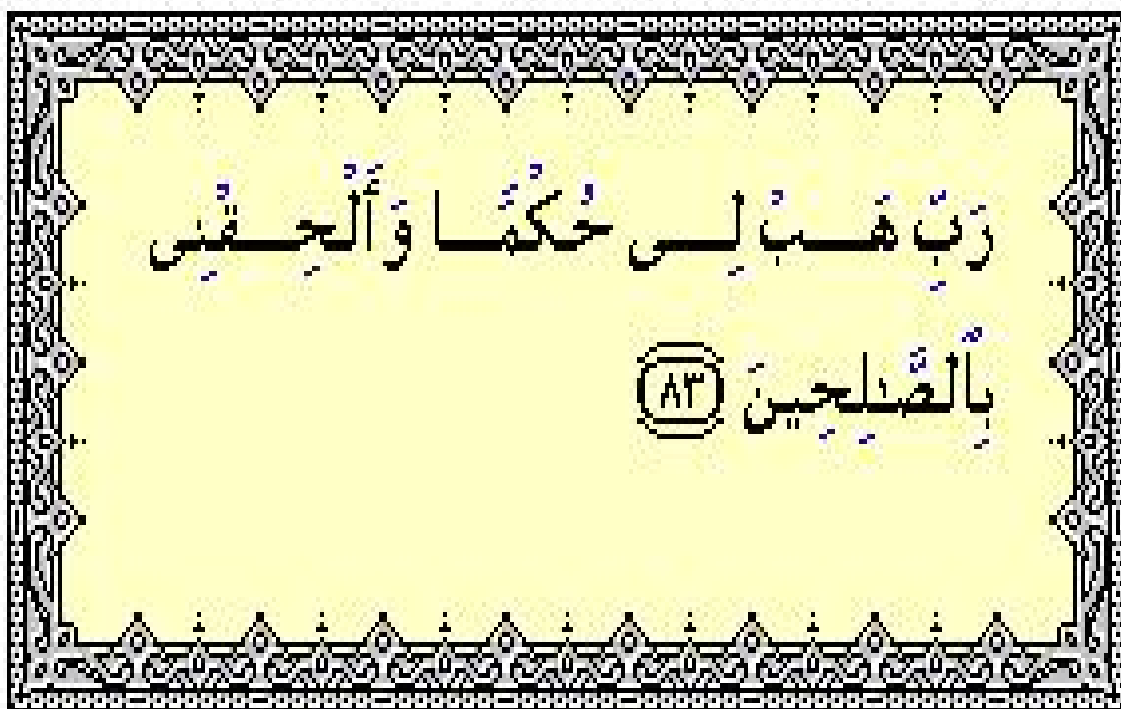 رَبِّ هَبْ لِى حُكْمًا وَأَلْحِقْنِى
بِٱلصَّـٰلِحِينَ ٨٣